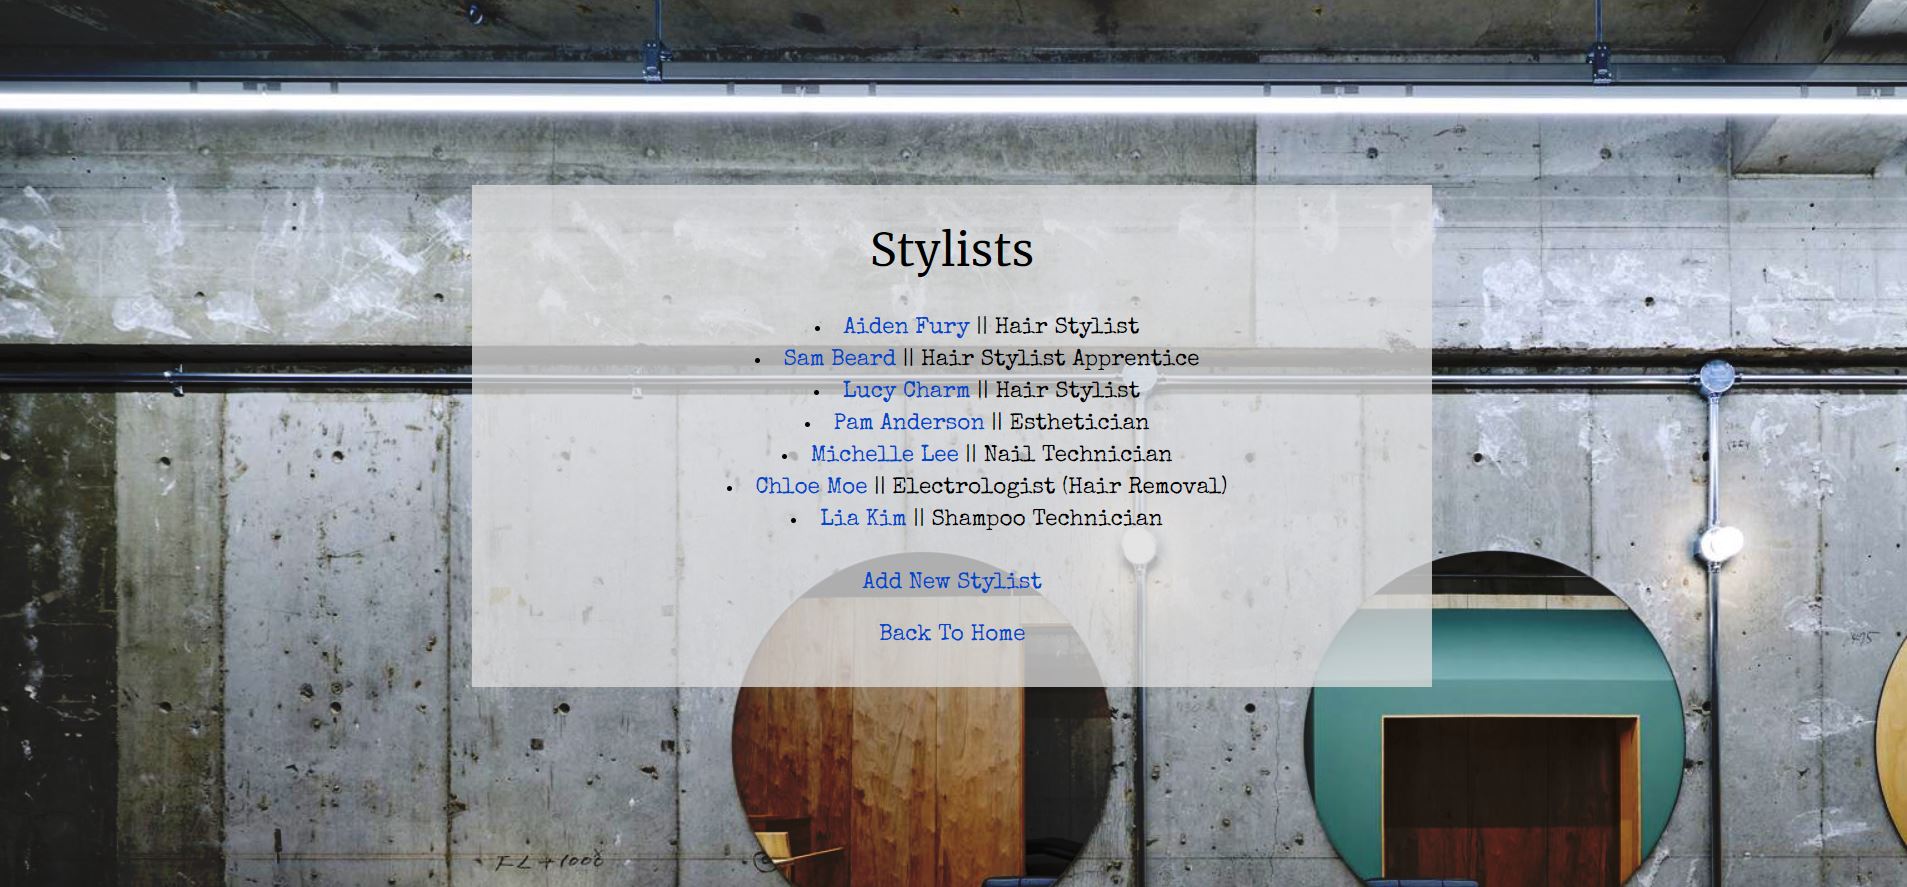 Stylists
Aiden Fury || Hair Stylist
Sam Beard || Hair Stylist Apprentice
Lucy Charm || Hair Stylist
Pam Anderson || Esthetician
Michelle Lee || Nail Technician
Chloe Moe || Electrologist (Hair Removal)
Lia Kim || Shampoo Technician
Add New Stylist
Back To Home
FL +1000